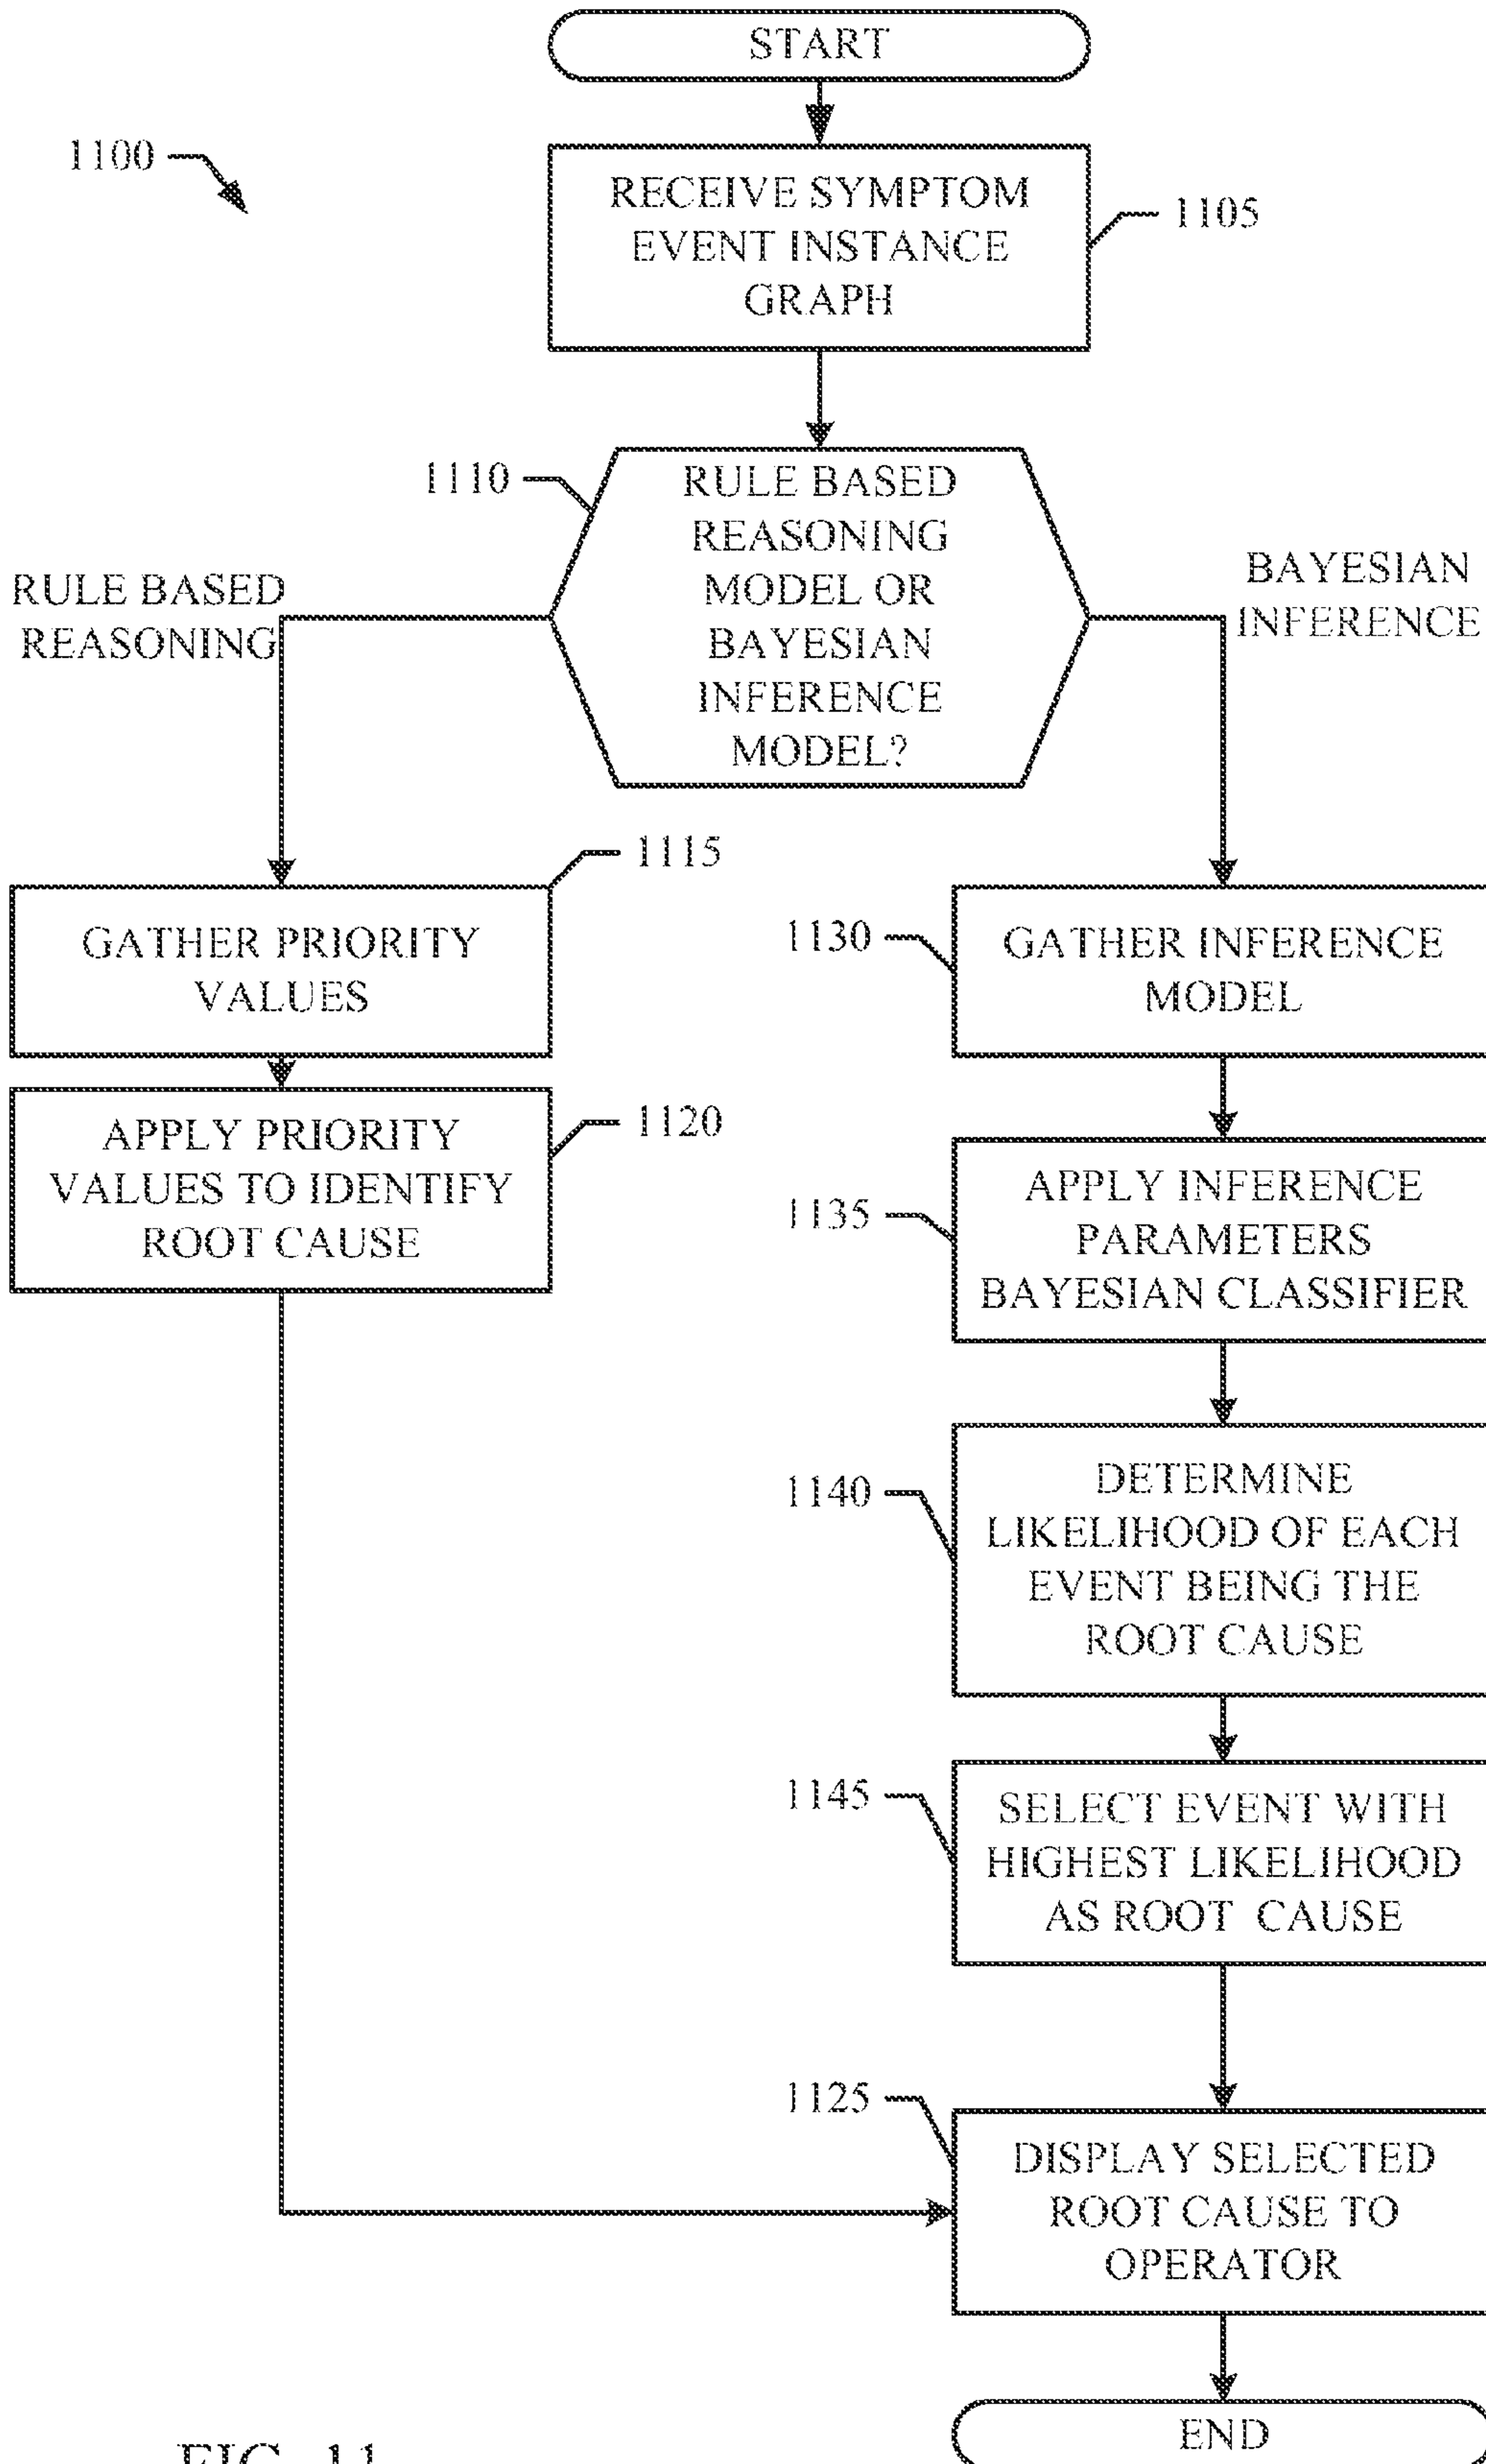 START
1100
RECEIVE SYMPTOM
EVENT INSTANCE
GRAPH
1105
1110
RULE BASED
REASONING
MODEL OR
BAYESIAN
INFERENCE
MODEL?
RULE BASED
REASONING
BAYESIAN
INFERENCE
1115
GATHER PRIORITY
VALUES
1120
APPLY PRIORITY
VALUES TO IDENTIFY
ROOT CAUSE
1130
GATHER INFERENCE
MODEL
1135
APPLY INFERENCE
PARAMETERS
BAYESIAN CLASSIFIER
1140
DETERMINE
LIKELIHOOD OF EACH
EVENT BEING THE
ROOT CAUSE
1145
SELECT EVENT WITH
HIGHEST LIKELIHOOD
AS ROOT CAUSE
1125
DISPLAY SELECTED
ROOT CAUSE TO
OPERATOR
END
FIG. 11